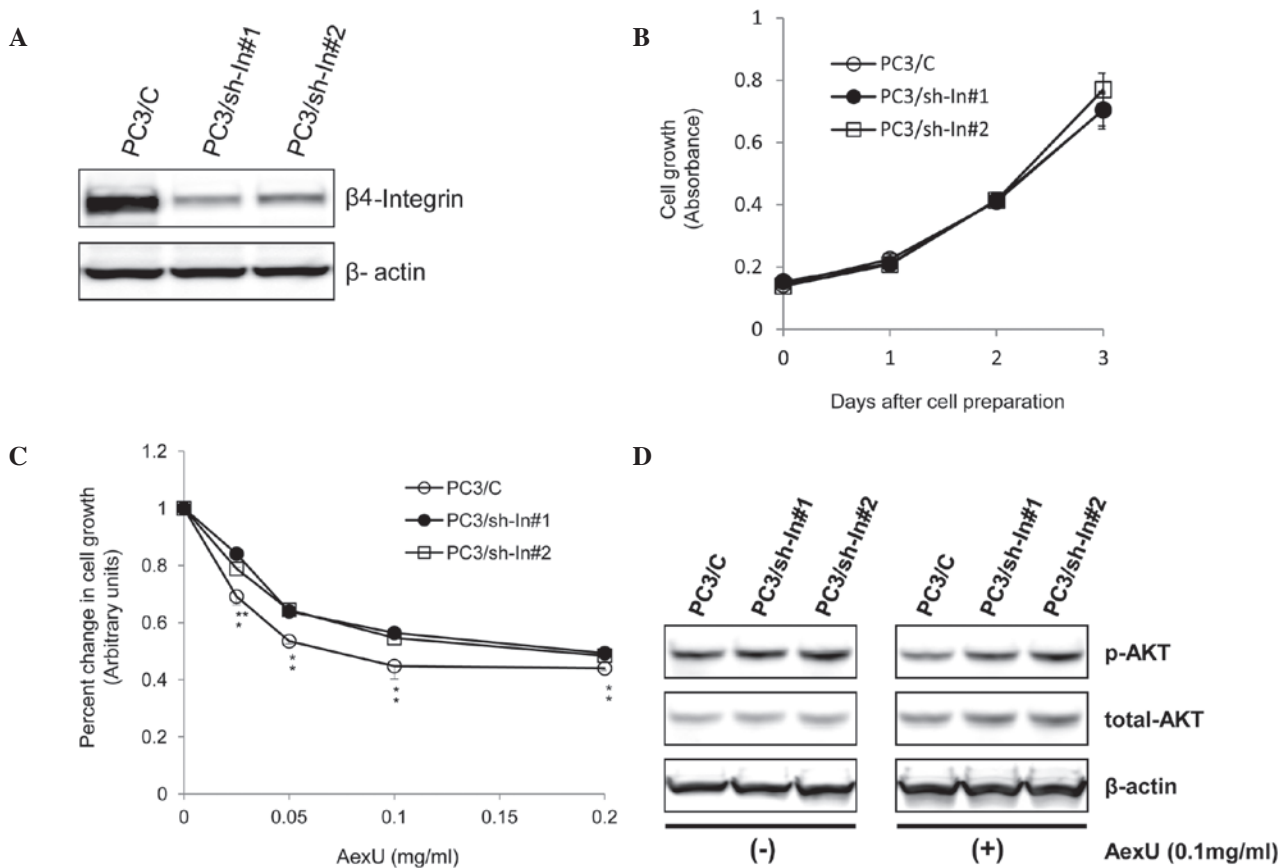 A
PC3/C
PC3/sh-In#1
PC3/sh-In#2
β4-Integrin
β- actin
B
Cell growth
(Absorbance)
1
0.8
0.6
0.4
0.2
0
PC3/C
PC3/sh-In#1
PC3/sh-In#2
0 1 2 3
Days after cell preparation
C
Percent change in cell growth
(Arbitrary units)
1.2
1
0.8
0.6
0.4
0.2
0
PC3/C
PC3/sh-In#1
PC3/sh-In#2
**
*
*
*
*
*
*
*
0 0.05 0.1 0.2
AexU (mg/ml)
D
PC3/C
PC3/sh-In#1
PC3/sh-In#2
PC3/C
PC3/sh-In#1
PC3/sh-In#2
p-AKT
total-AKT
β-actin
(-) (+) AexU (0.1mg/ml)